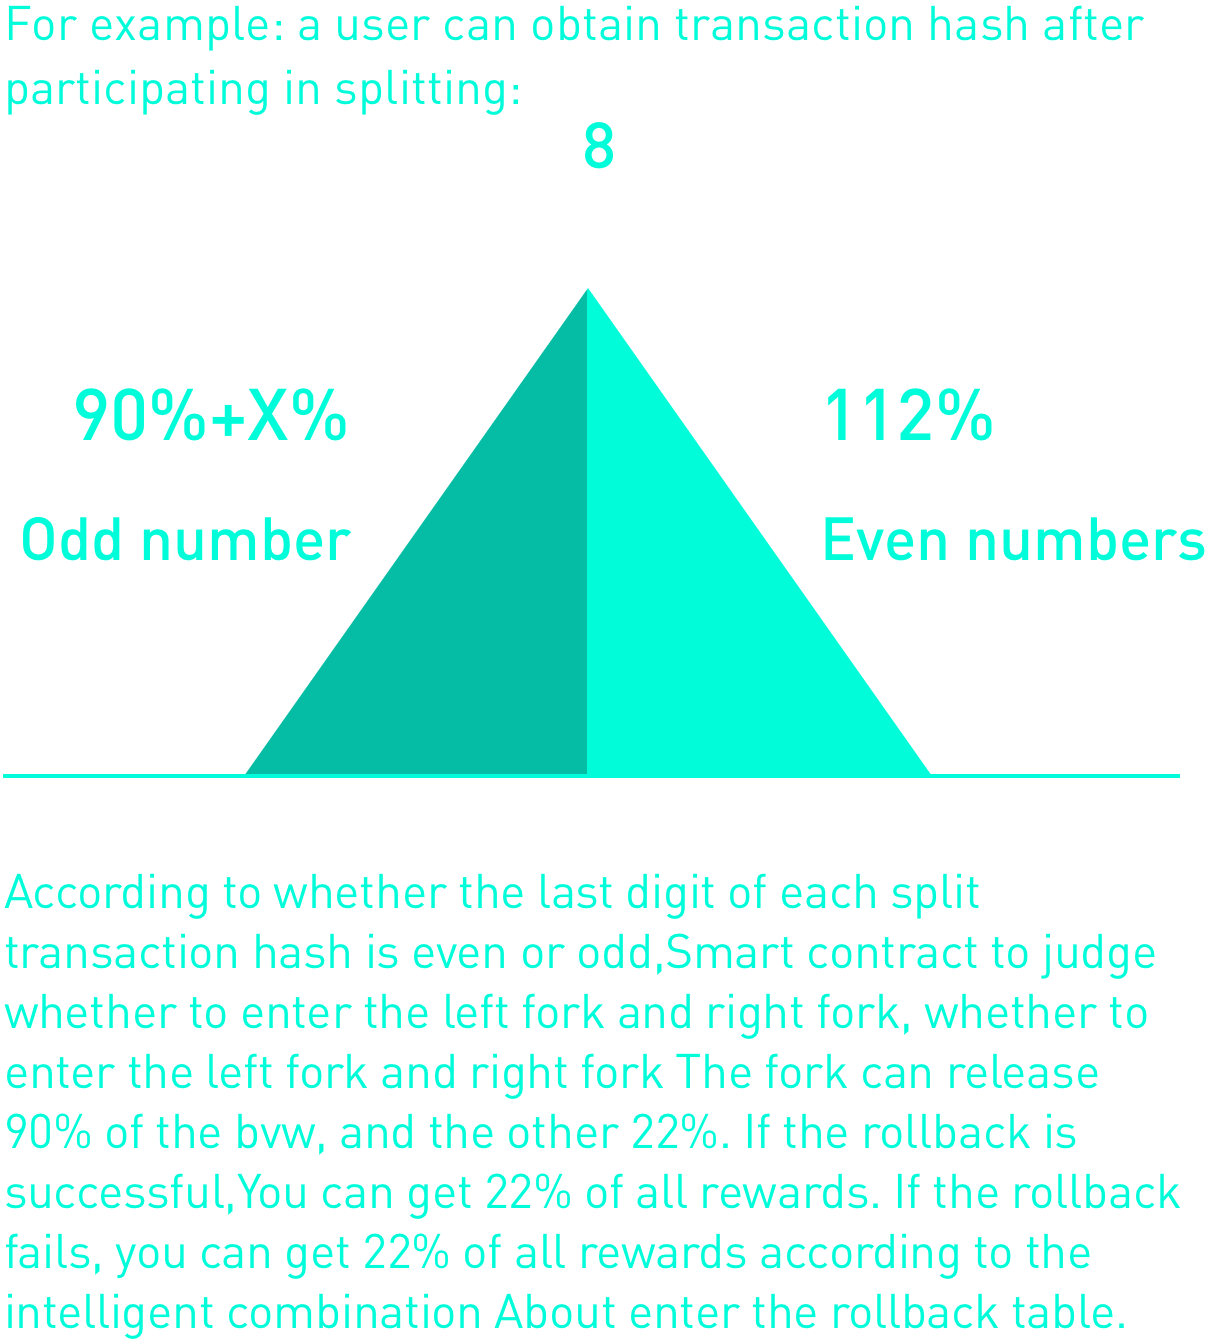 For example: a user can obtain transaction hash after
participating in splitting:
8
90%+X%
112%
Odd number
Even numbers
According to whether the last digit of each split
transaction hash is even or odd,Smart contract to judge
whether to enter the left fork and right fork, whether to
enter the left fork and right fork The fork can release
90% of the bvw, and the other 22%. If the rollback is
successful,You can get 22% of all rewards. If the rollback
fails, you can get 22% of all rewards according to the
intelligent combination About enter the rollback table.